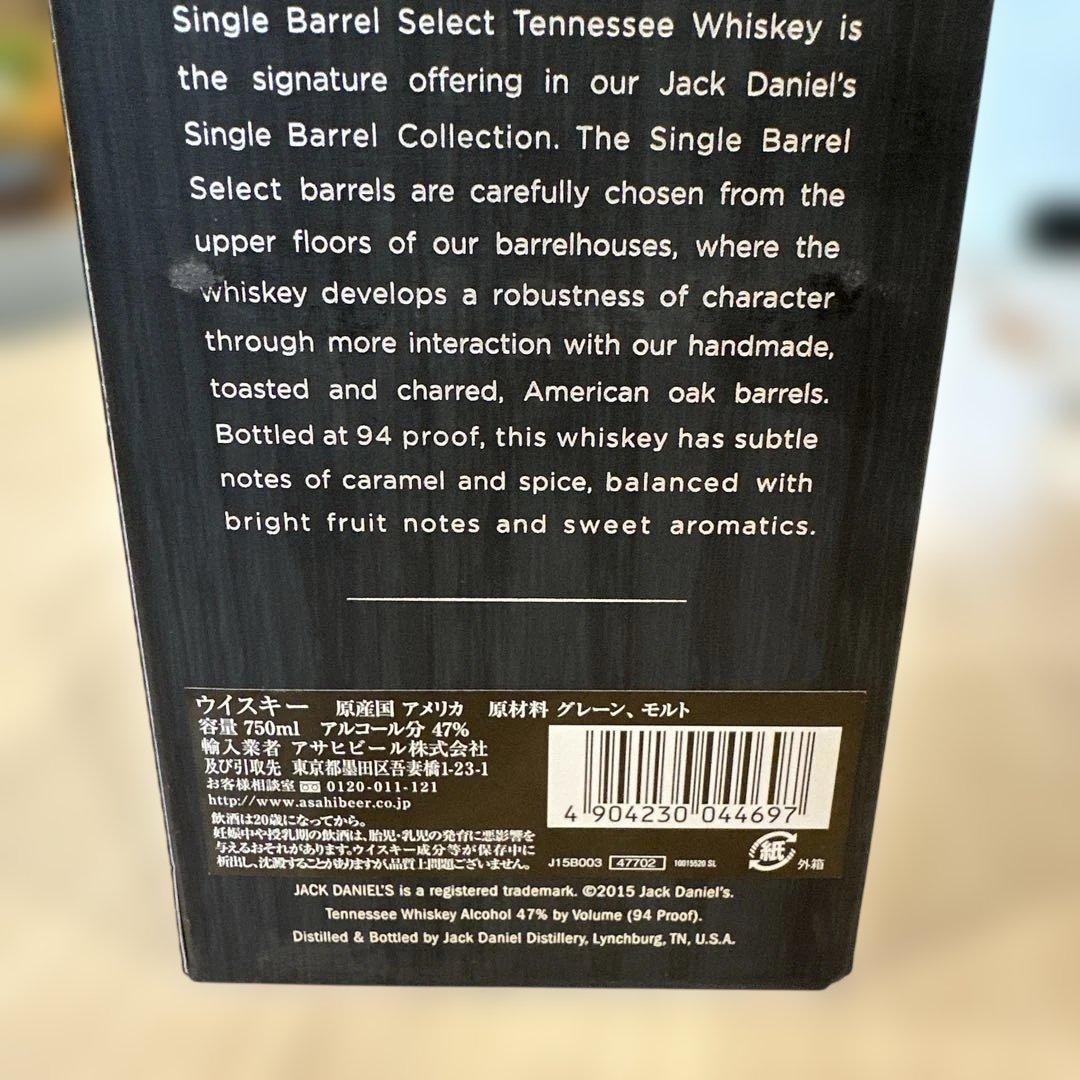 Single Barrel Select Tennessee Whiskey is
the signature offering in our Jack Daniel's
Single Barrel Collection. The Single Barrel
Select barrels are carefully chosen from the
upper floors of our barrelhouses, where the
whiskey develops a robustness of character
through more interaction with our handmade,
toasted and charred, American oak barrels.
Bottled at 94 proof, this whiskey has subtle
notes of caramel and spice, balanced with
bright fruit notes and sweet aromatics.
ウイスキー 原産国 アメリカ 原材料 グレーン、モルト
容量 750ml アルコール分 47%
輸入業者 アサヒビール株式会社
及び引取先 東京都墨田区吾妻橋1-23-1
お客様相談室 0120-011-121
http://www.asahibeer.co.jp
飲酒は20歳になってから。
妊娠中や授乳期の飲酒は、胎児・乳児の発育に悪影響を
与えるおそれがあります。ウイスキー成分等が保存中に
析出し、沈澱することがありますが品質上問題ございません。
4 904230 044697
J15B003 47702 10015520 SL
紙 外箱
JACK DANIEL'S is a registered trademark. ©2015 Jack Daniel's.
Tennessee Whiskey Alcohol 47% by Volume (94 Proof).
Distilled & Bottled by Jack Daniel Distillery, Lynchburg, TN, U.S.A.